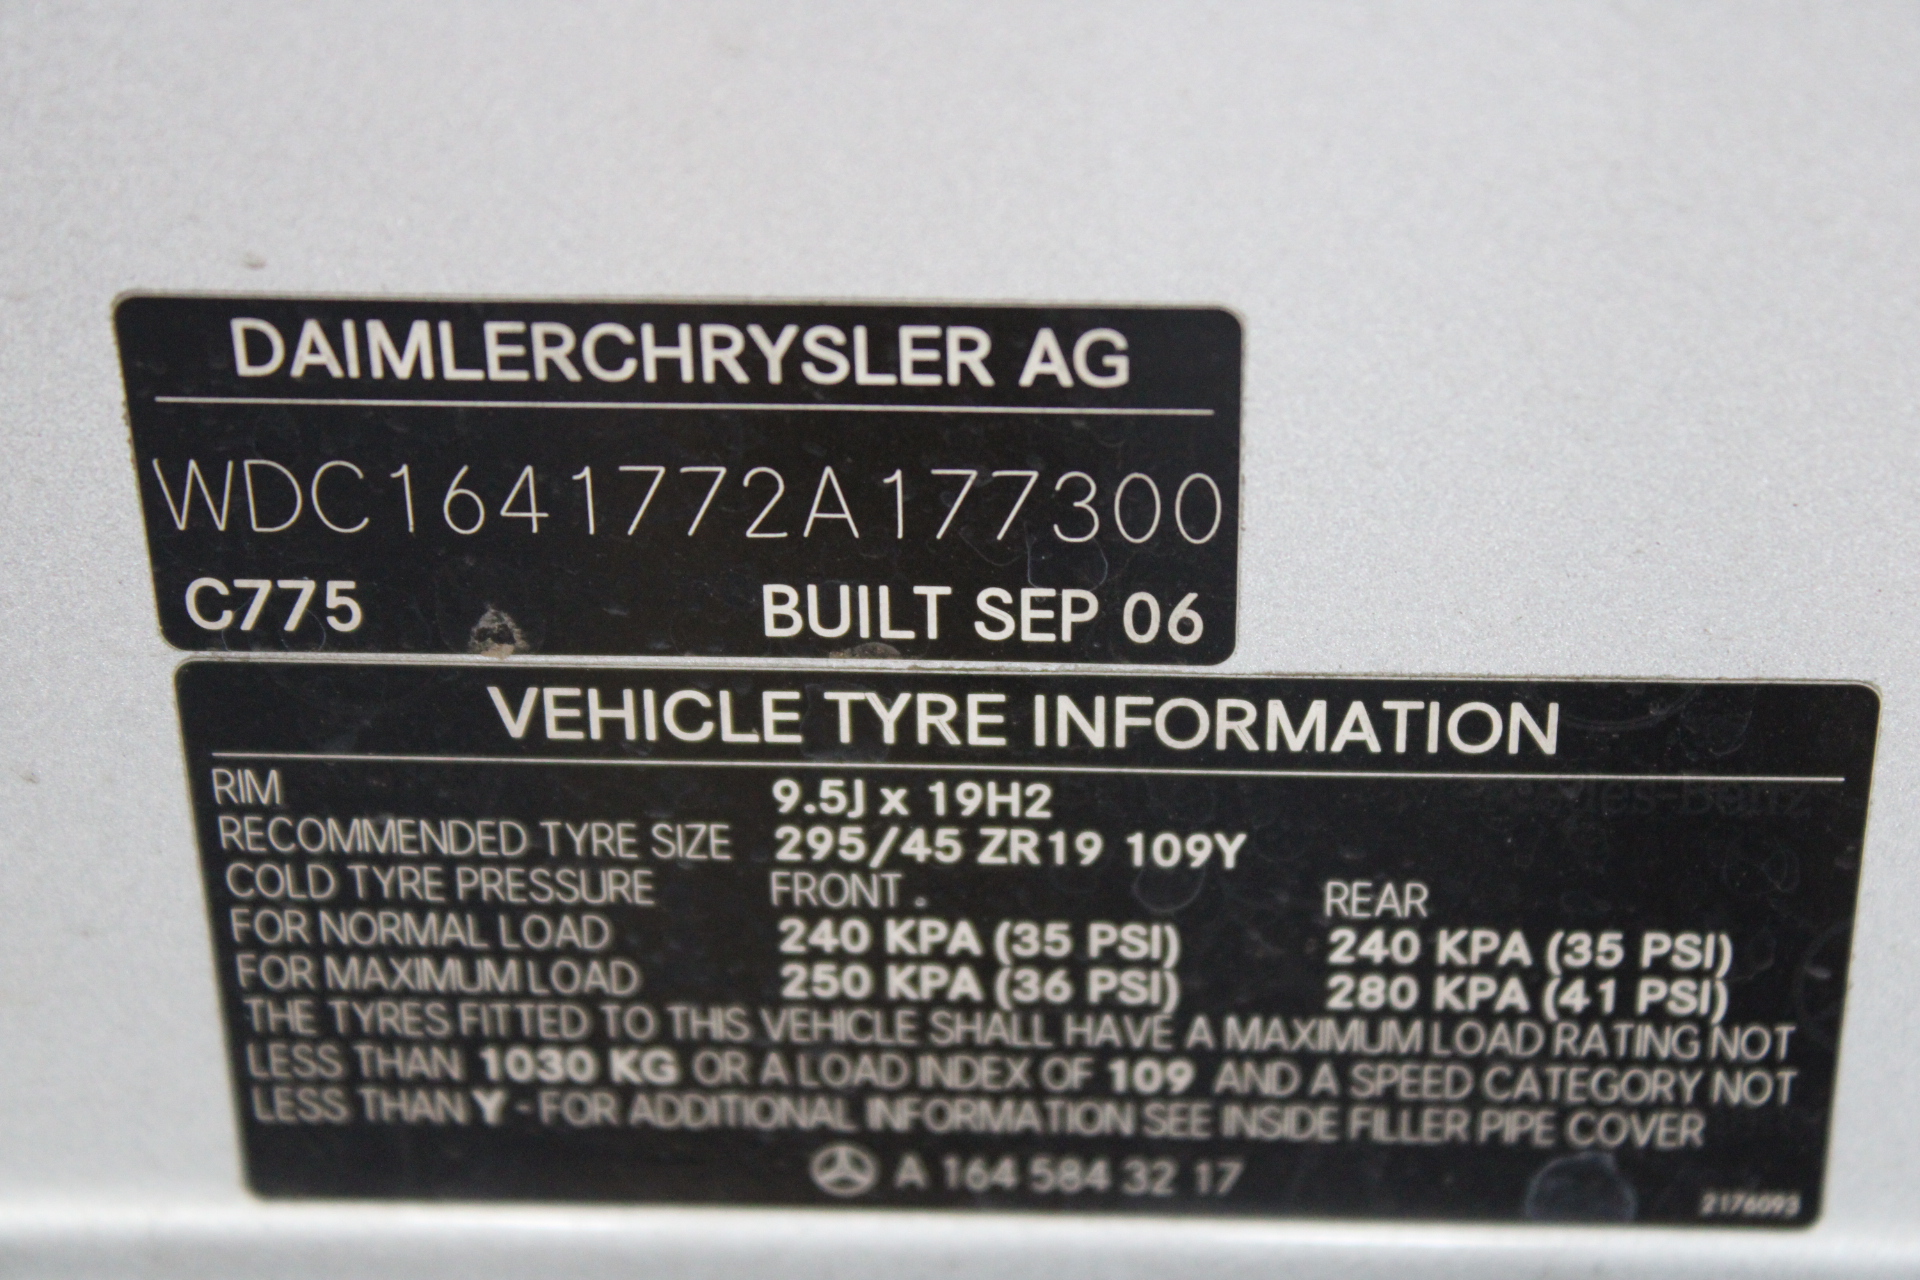 DAIMLERCHRYSLER AG
WDC1641772A177300
C775 BUILT SEP 06
VEHICLE TYRE INFORMATION
RIM 9.5J x 19H2
RECOMMENDED TYRE SIZE 295/45 ZR19 109Y
COLD TYRE PRESSURE FRONT REAR
FOR NORMAL LOAD 240 KPA (35 PSI) 240 KPA (35 PSI)
FOR MAXIMUM LOAD 250 KPA (36 PSI) 280 KPA (41 PSI)
THE TYRES FITTED TO THIS VEHICLE SHALL HAVE A MAXIMUM LOAD RATING NOT
LESS THAN 1030 KG OR A LOAD INDEX OF 109 AND A SPEED CATEGORY NOT
LESS THAN Y - FOR ADDITIONAL INFORMATION SEE INSIDE FILLER PIPE COVER
A 164 584 32 17
2176093